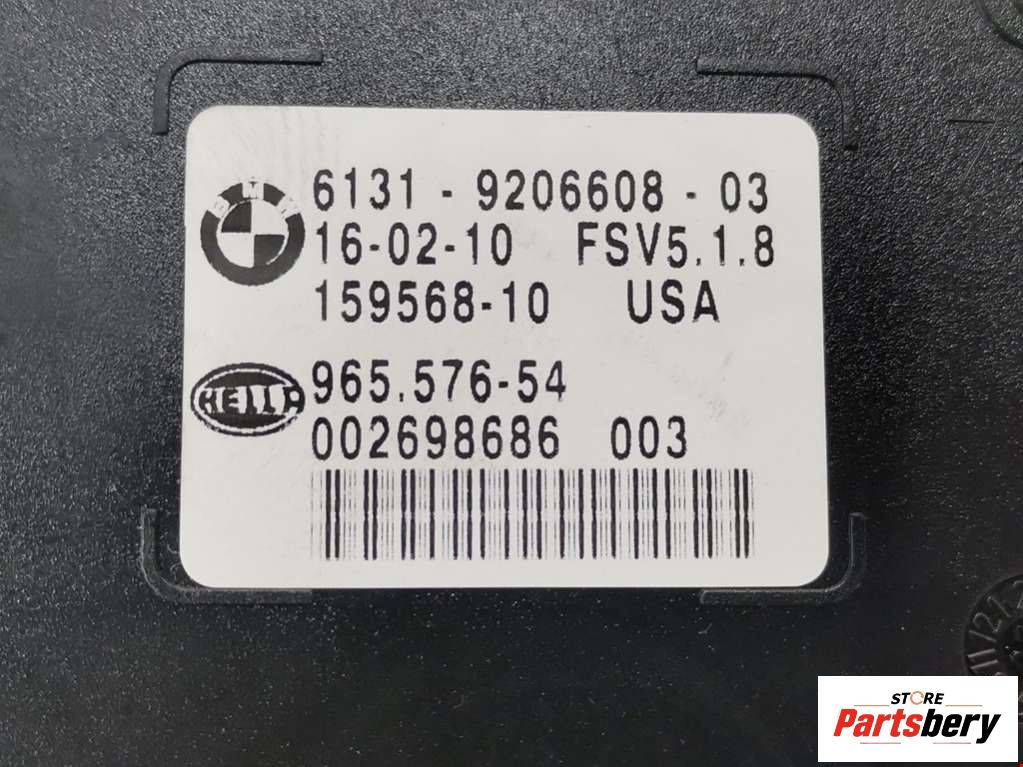 6131 - 9206608 - 03
BMW
16-02-10 FSV5.1.8
159568-10 USA
HELLA
965.576-54
002698686 003
STORE
Partsbery